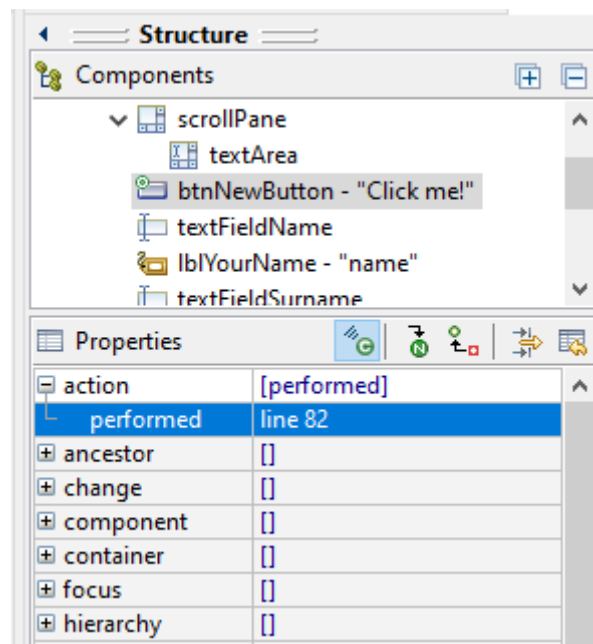 Structure
Components
scrollPane
textArea
btnNewButton - "Click me!"
textFieldName
lblYourName - "name"
textFieldSurname
Properties
action [performed]
performed line 82
ancestor []
change []
component []
container []
focus []
hierarchy []